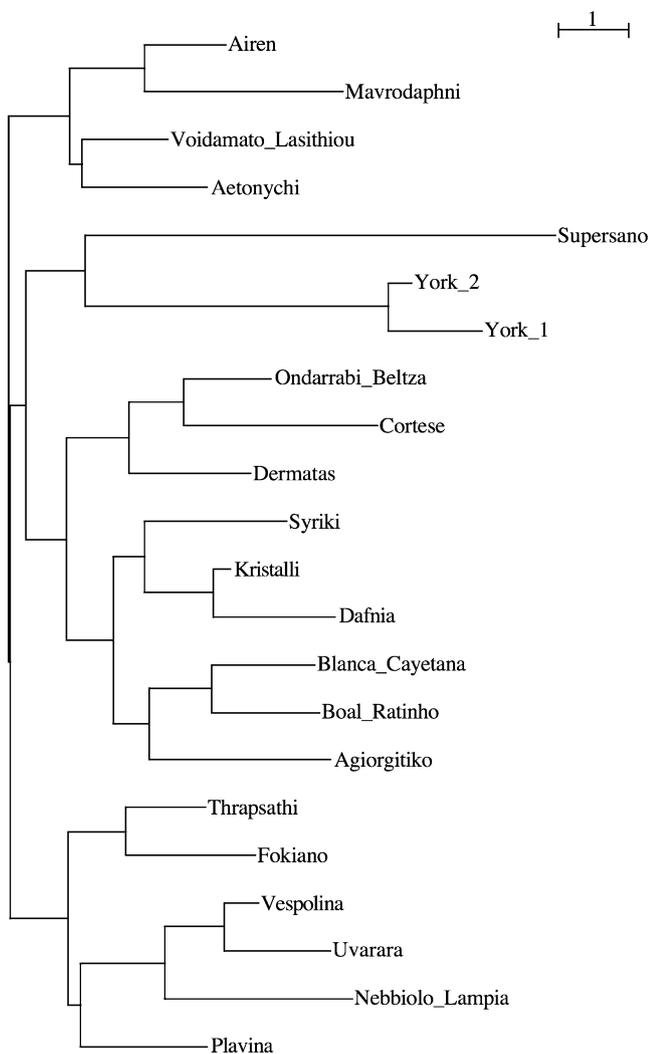 1
Airen
Mavrodaphni
Voidamato_Lasithiou
Aetonychi
Supersano
York_2
York_1
Ondarrabi_Beltza
Cortese
Dermatas
Syriki
Kristalli
Dafnia
Blanca_Cayetana
Boal_Ratinho
Agiorgitiko
Thrapsathi
Fokiano
Vespolina
Uvarara
Nebbiolo_Lampia
Plavina